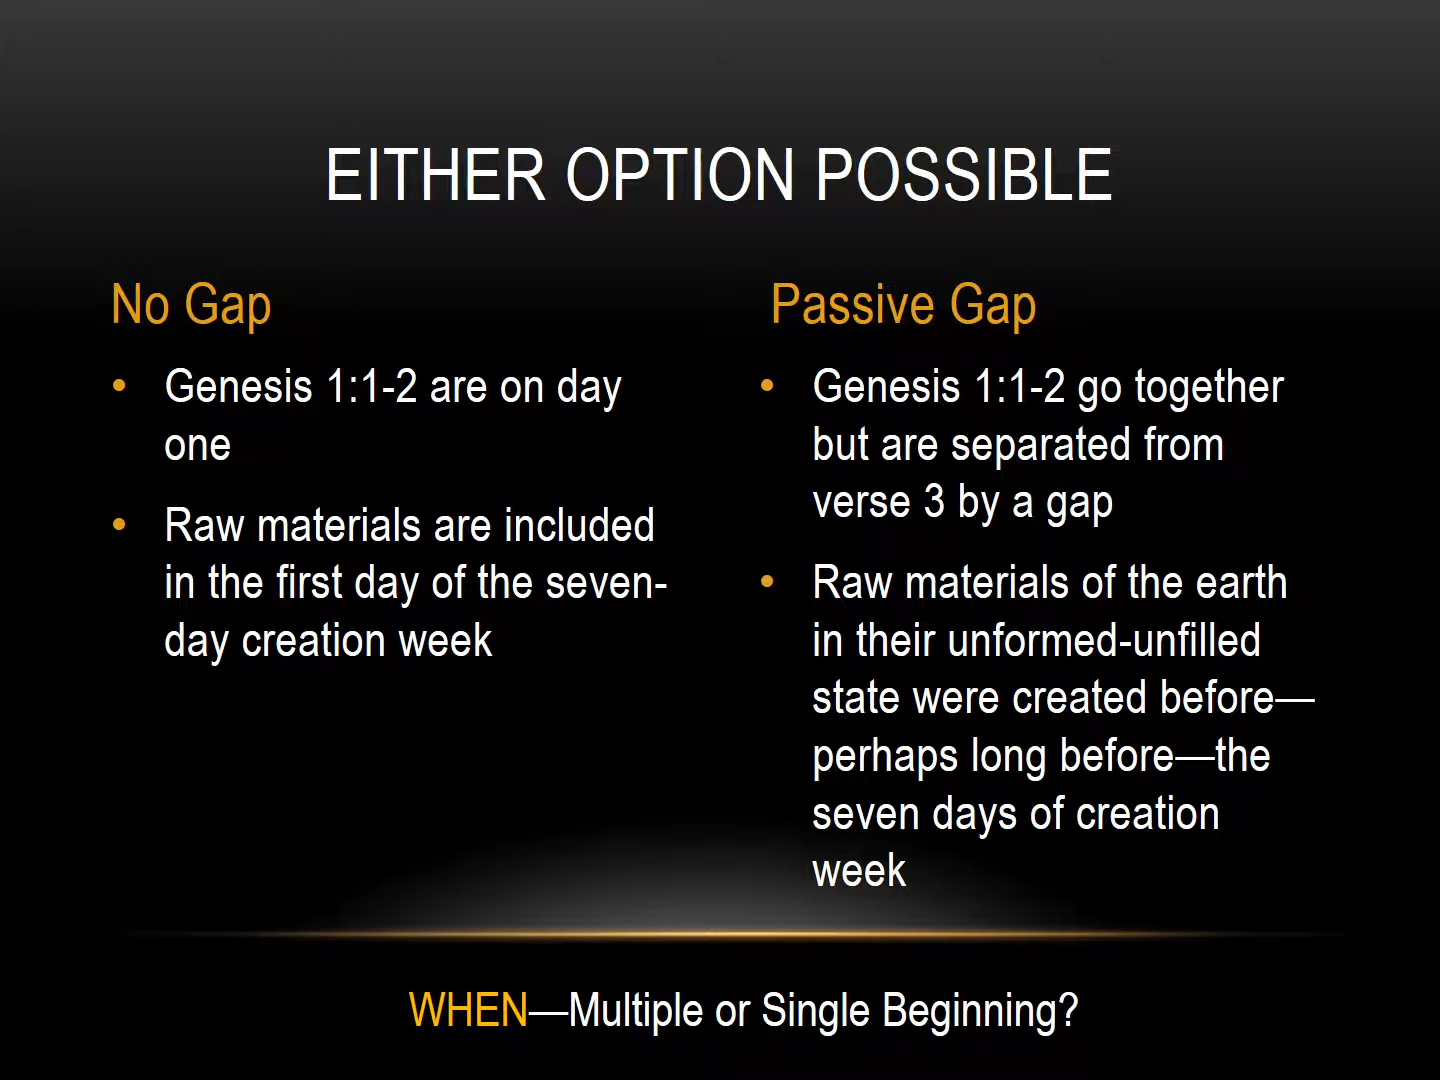 EITHER OPTION POSSIBLE
No Gap
• Genesis 1:1-2 are on day
one
• Raw materials are included
in the first day of the seven-
day creation week
Passive Gap
• Genesis 1:1-2 go together
but are separated from
verse 3 by a gap
• Raw materials of the earth
in their unformed-unfilled
state were created before—
perhaps long before—the
seven days of creation
week
WHEN—Multiple or Single Beginning?